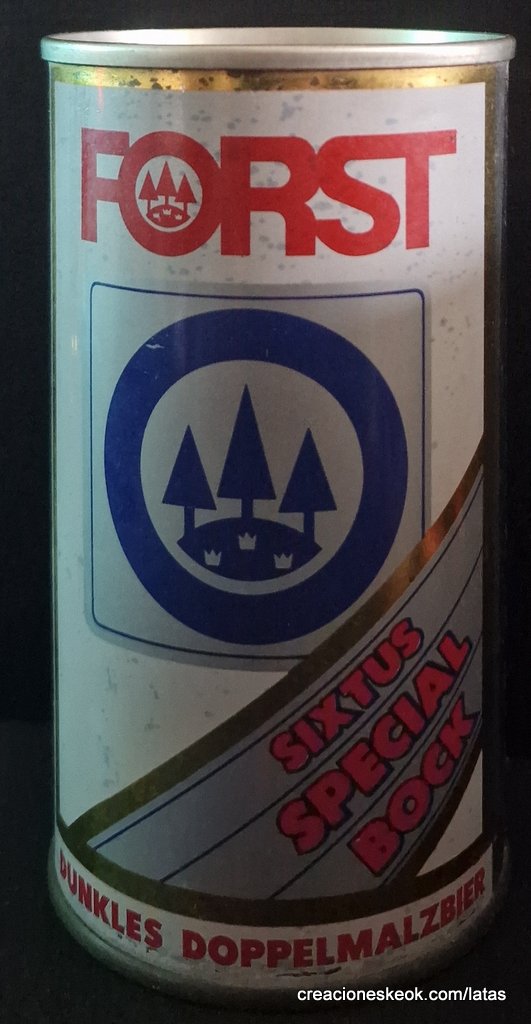 FORST
SIXTUS
SPECIAL
BOCK
DUNKLES DOPPELMALZBIER
creacioneskeok.com/latas